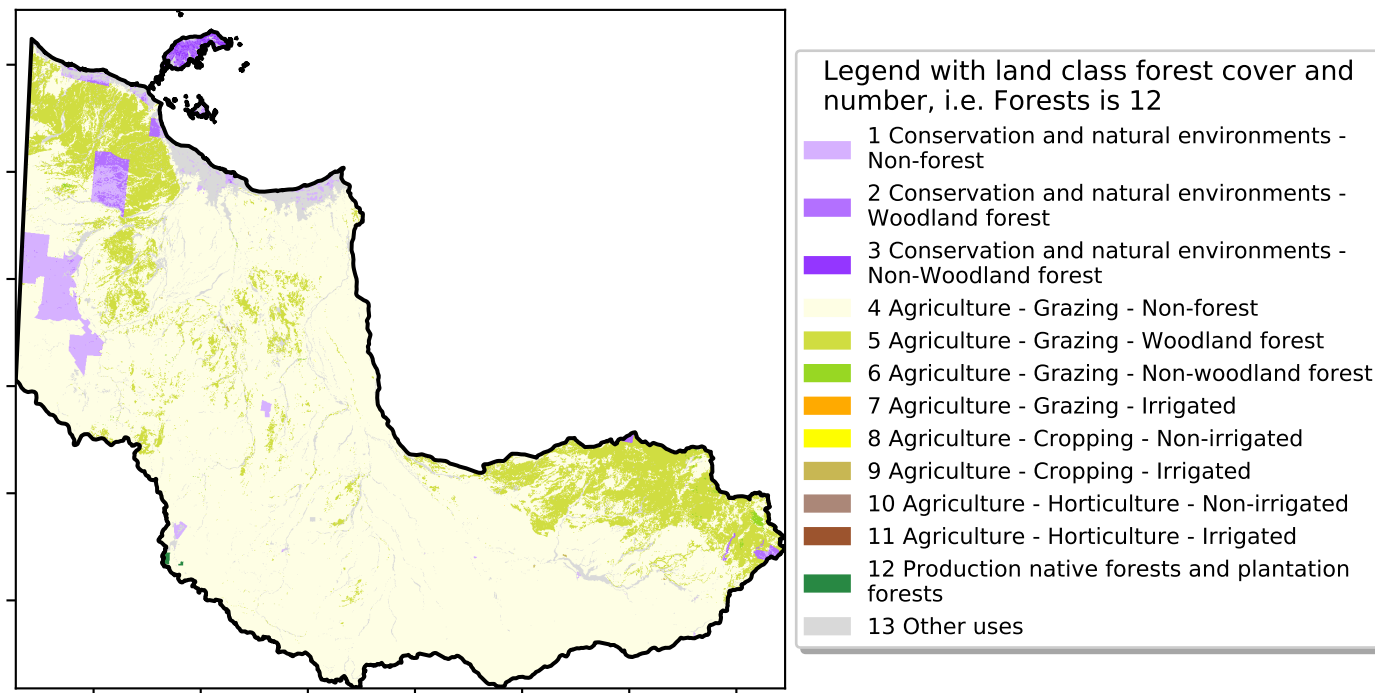 Legend with land class forest cover and
number, i.e. Forests is 12
1 Conservation and natural environments -
Non-forest
2 Conservation and natural environments -
Woodland forest
3 Conservation and natural environments -
Non-Woodland forest
4 Agriculture - Grazing - Non-forest
5 Agriculture - Grazing - Woodland forest
6 Agriculture - Grazing - Non-woodland forest
7 Agriculture - Grazing - Irrigated
8 Agriculture - Cropping - Non-irrigated
9 Agriculture - Cropping - Irrigated
10 Agriculture - Horticulture - Non-irrigated
11 Agriculture - Horticulture - Irrigated
12 Production native forests and plantation
forests
13 Other uses